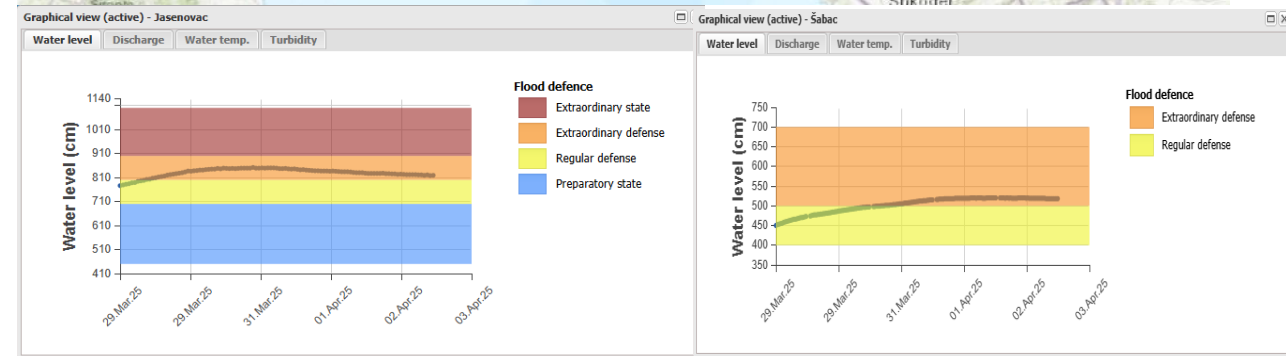 Graphical view (active) - Jasenovac
Water level Discharge Water temp. Turbidity
Water level (cm)
1140
1010
910
810
710
610
510
410
29.Mar.25
29.Mar.25
31.Mar.25
01.Apr.25
02.Apr.25
03.Apr.25
Flood defence
Extraordinary state
Extraordinary defense
Regular defense
Preparatory state
Graphical view (active) - Šabac
Water level Discharge Water temp. Turbidity
Water level (cm)
750
700
650
600
550
500
450
400
350
29.Mar.25
29.Mar.25
31.Mar.25
01.Apr.25
02.Apr.25
03.Apr.25
Flood defence
Extraordinary defense
Regular defense